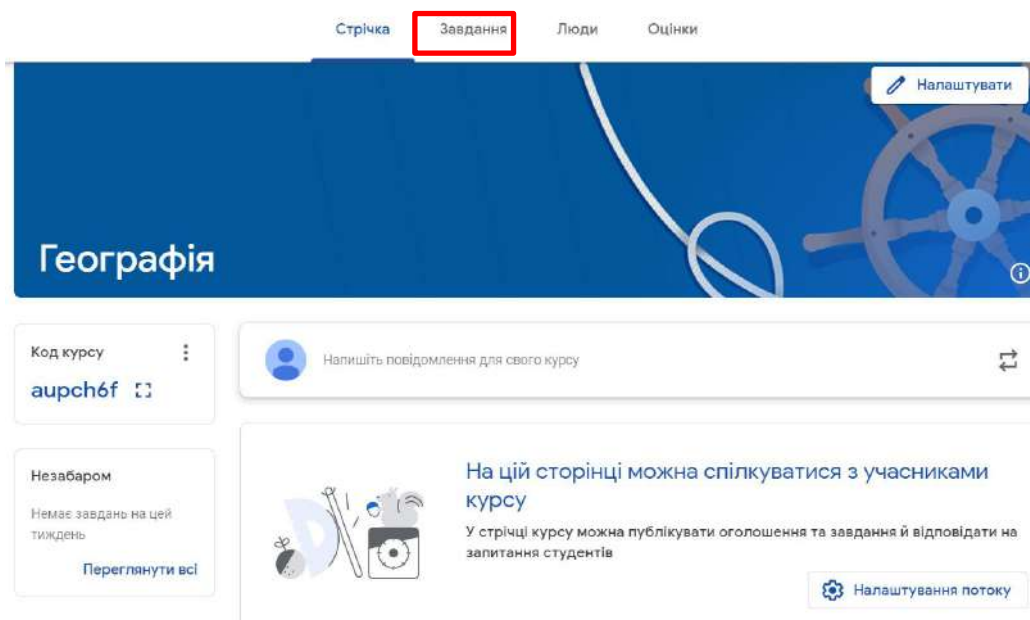 Стрічка Завдання Люди Оцінки
Налаштувати
Географія
Код курсу
aupch6f
Напишіть повідомлення для свого курсу
Незабаром
Немає завдань на цей
тиждень
Переглянути всі
На цій сторінці можна спілкуватися з учасниками
курсу
У стрічці курсу можна публікувати оголошення та завдання й відповідати на
запитання студентів
Налаштування потоку